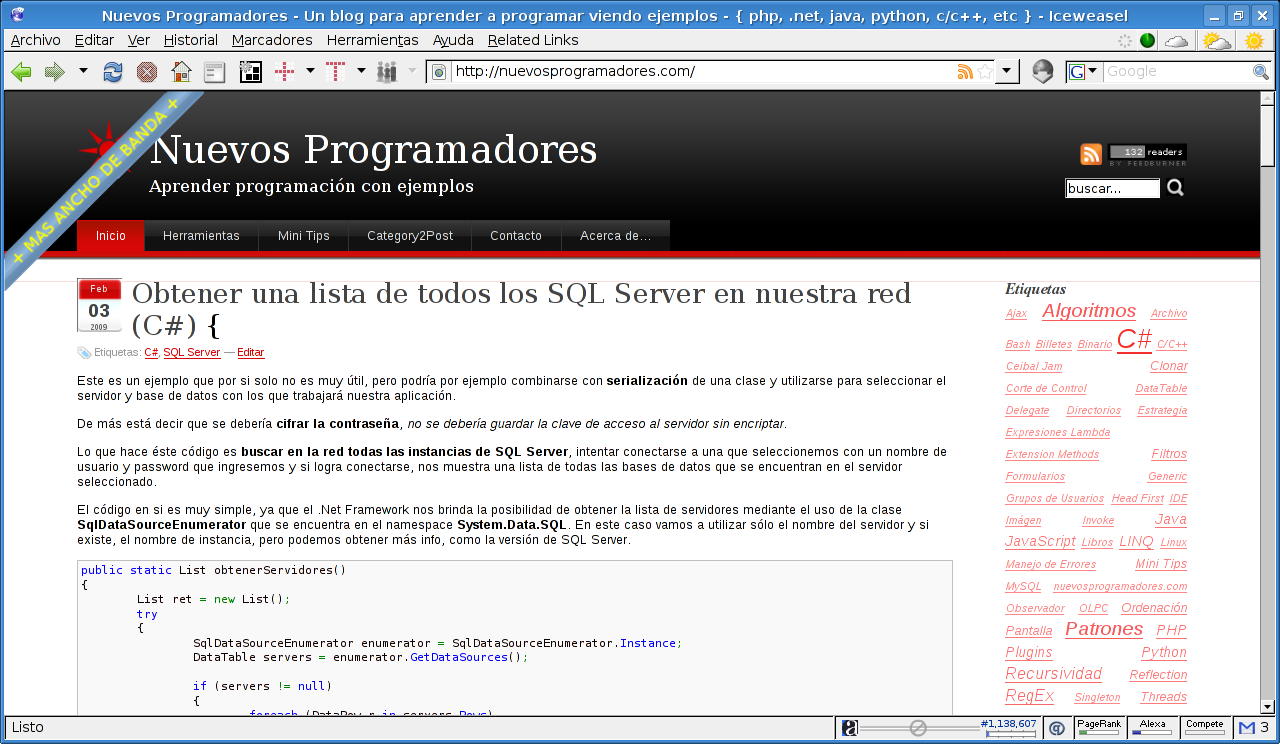 Nuevos Programadores - Un blog para aprender a programar viendo ejemplos - { php, .net, java, python, c/c++, etc } - Iceweasel
Archivo Editar Ver Historial Marcadores Herramientas Ayuda Related Links
http://nuevosprogramadores.com/
G Google
+ MAS ANCHO DE BANDA +
Nuevos Programadores
Aprender programación con ejemplos
132 readers
BY FEEDBURNER
buscar...
Inicio Herramientas Mini Tips Category2Post Contacto Acerca de...
Feb
03
2009
Obtener una lista de todos los SQL Server en nuestra red
(C#) {
Etiquetas: C#, SQL Server — Editar
Este es un ejemplo que por si solo no es muy útil, pero podría por ejemplo combinarse con serialización de una clase y utilizarse para seleccionar el
servidor y base de datos con los que trabajará nuestra aplicación.
De más está decir que se debería cifrar la contraseña, no se debería guardar la clave de acceso al servidor sin encriptar.
Lo que hace éste código es buscar en la red todas las instancias de SQL Server, intentar conectarse a una que seleccionemos con un nombre de
usuario y password que ingresemos y si logra conectarse, nos muestra una lista de todas las bases de datos que se encuentran en el servidor
seleccionado.
El código en si es muy simple, ya que el .Net Framework nos brinda la posibilidad de obtener la lista de servidores mediante el uso de la clase
SqlDataSourceEnumerator que se encuentra en el namespace System.Data.SQL. En este caso vamos a utilizar sólo el nombre del servidor y si
existe, el nombre de instancia, pero podemos obtener más info, como la versión de SQL Server.
public static List obtenerServidores()
{
List ret = new List();
try
{
SqlDataSourceEnumerator enumerator = SqlDataSourceEnumerator.Instance;
DataTable servers = enumerator.GetDataSources();
if (servers != null)
{
foreach (DataRow r in servers.Rows)
Etiquetas
Ajax Algoritmos Archivo
Bash Billetes Binario C# C/C++
Ceibal Jam Clonar
Corte de Control DataTable
Delegate Directorios Estrategia
Expresiones Lambda
Extension Methods Filtros
Formularios Generic
Grupos de Usuarios Head First IDE
Imágen Invoke Java
JavaScript Libros LINQ Linux
Manejo de Errores Mini Tips
MySQL nuevosprogramadores.com
Observador OLPC Ordenación
Pantalla Patrones PHP
Plugins Python
Recursividad Reflection
RegEx Singleton Threads
Listo
#1,138,607
PageRank
Alexa
Compete
3